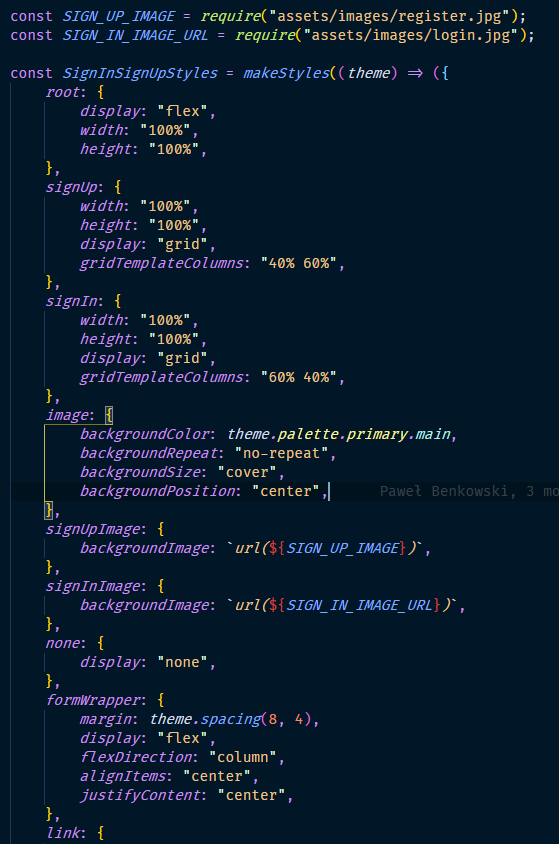 const SIGN_UP_IMAGE = require("assets/images/register.jpg");
const SIGN_IN_IMAGE_URL = require("assets/images/login.jpg");

const SignInSignUpStyles = makeStyles((theme) => ({
    root: {
        display: "flex",
        width: "100%",
        height: "100%",
    },
    signUp: {
        width: "100%",
        height: "100%",
        display: "grid",
        gridTemplateColumns: "40% 60%",
    },
    signIn: {
        width: "100%",
        height: "100%",
        display: "grid",
        gridTemplateColumns: "60% 40%",
    },
    image: {
        backgroundColor: theme.palette.primary.main,
        backgroundRepeat: "no-repeat",
        backgroundSize: "cover",
        backgroundPosition: "center",    Paweł Benkowski, 3 mo
    },
    signUpImage: {
        backgroundImage: `url(${SIGN_UP_IMAGE})`,
    },
    signInImage: {
        backgroundImage: `url(${SIGN_IN_IMAGE_URL})`,
    },
    none: {
        display: "none",
    },
    formWrapper: {
        margin: theme.spacing(8, 4),
        display: "flex",
        flexDirection: "column",
        alignItems: "center",
        justifyContent: "center",
    },
    link: {